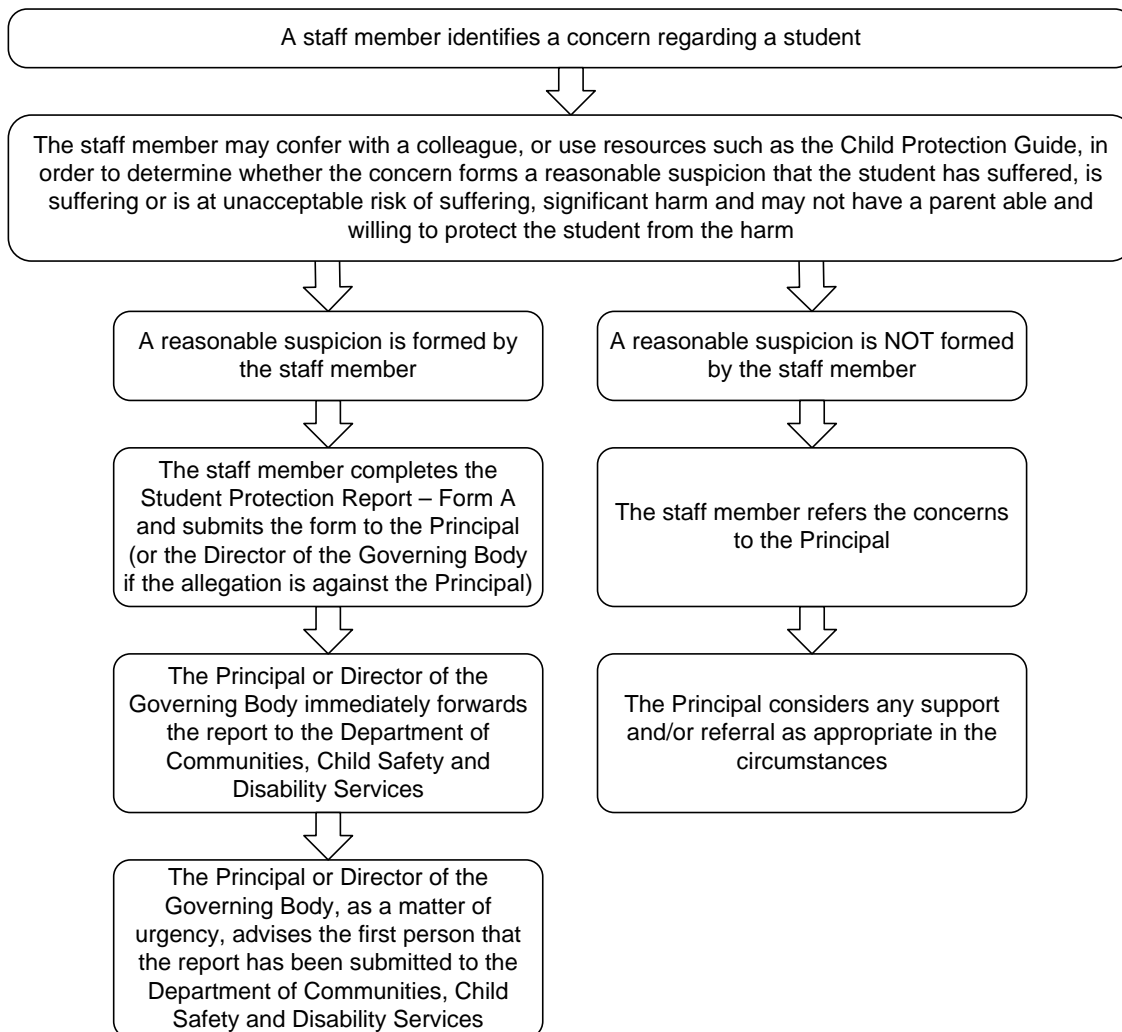 A staff member identifies a concern regarding a student
The staff member may confer with a colleague, or use resources such as the Child Protection Guide, in
order to determine whether the concern forms a reasonable suspicion that the student has suffered, is
suffering or is at unacceptable risk of suffering, significant harm and may not have a parent able and
willing to protect the student from the harm
A reasonable suspicion is formed by
the staff member
The staff member completes the
Student Protection Report – Form A
and submits the form to the Principal
(or the Director of the Governing Body
if the allegation is against the Principal)
The Principal or Director of the
Governing Body immediately forwards
the report to the Department of
Communities, Child Safety and
Disability Services
The Principal or Director of the
Governing Body, as a matter of
urgency, advises the first person that
the report has been submitted to the
Department of Communities, Child
Safety and Disability Services
A reasonable suspicion is NOT formed
by the staff member
The staff member refers the concerns
to the Principal
The Principal considers any support
and/or referral as appropriate in the
circumstances